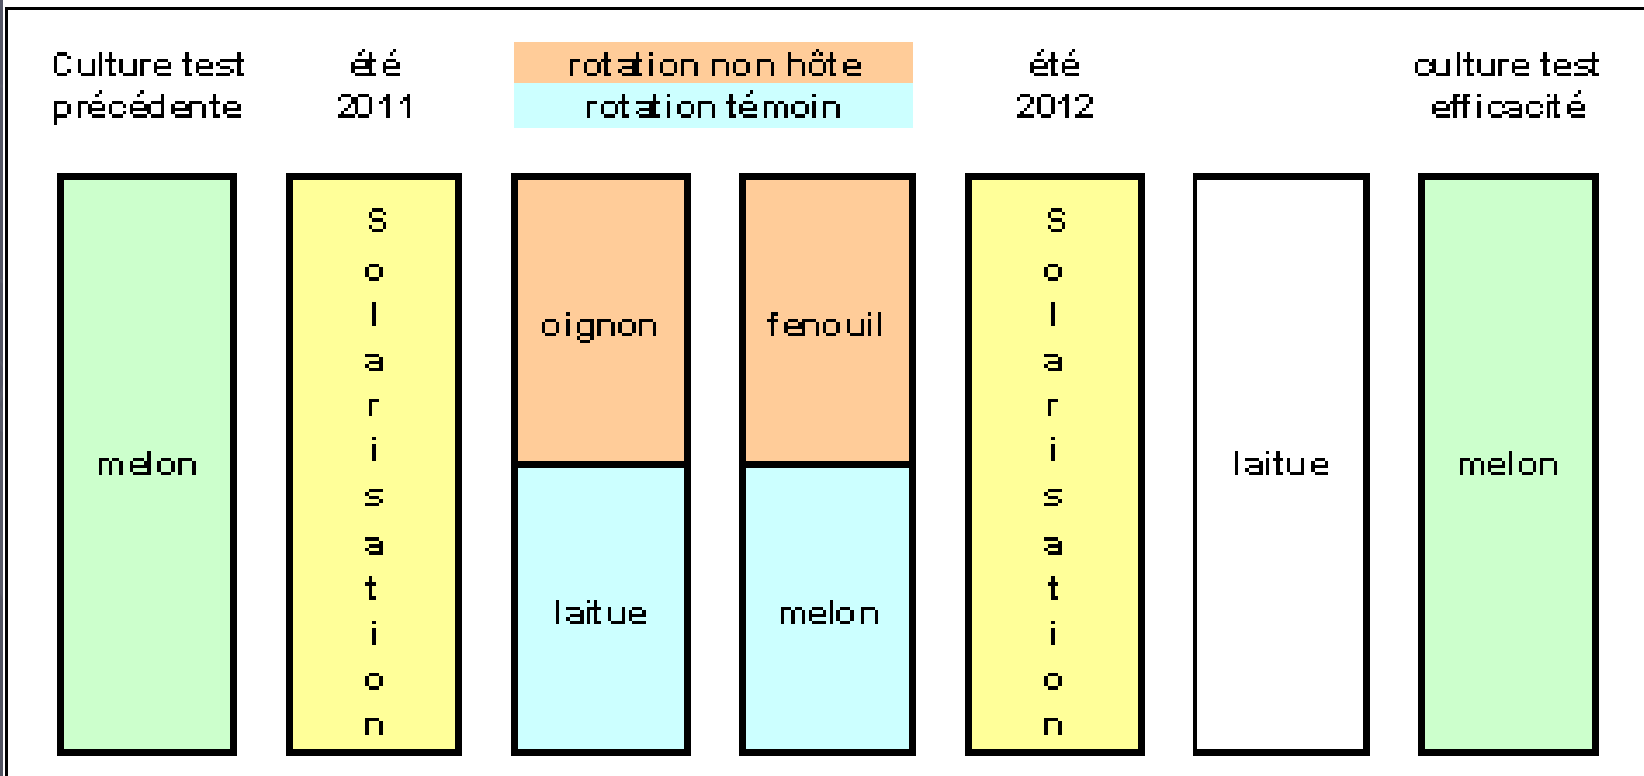 Culture test
précédente
été
2011
rotation non hôte
rotation témoin
été
2012
culture test
efficacité
melon
Solarisation
oignon
laitue
fenouil
melon
Solarisation
laitue
melon